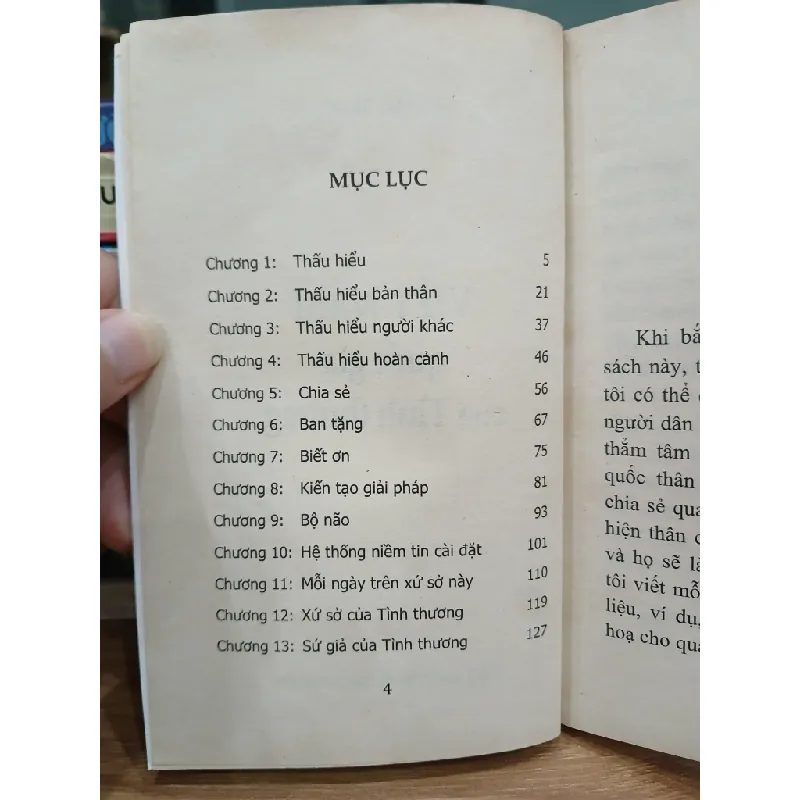 MỤC LỤC
Chương 1: Thấu hiểu 5
Chương 2: Thấu hiểu bản thân 21
Chương 3: Thấu hiểu người khác 37
Chương 4: Thấu hiểu hoàn cảnh 46
Chương 5: Chia sẻ 56
Chương 6: Ban tặng 67
Chương 7: Biết ơn 75
Chương 8: Kiến tạo giải pháp 81
Chương 9: Bộ não 93
Chương 10: Hệ thống niềm tin cài đặt 101
Chương 11: Mỗi ngày trên xứ sở này 110
Chương 12: Xứ sở của Tình thương 119
Chương 13: Sứ giả của Tình thương 127
4
Khi bắ
sách này, t
tôi có thể
người dân
thắm tâm
quốc thân
chia sẻ qua
hiện thân
và họ sẽ là
tôi viết mỗ
liệu, ví dụ,
hoạ cho quá